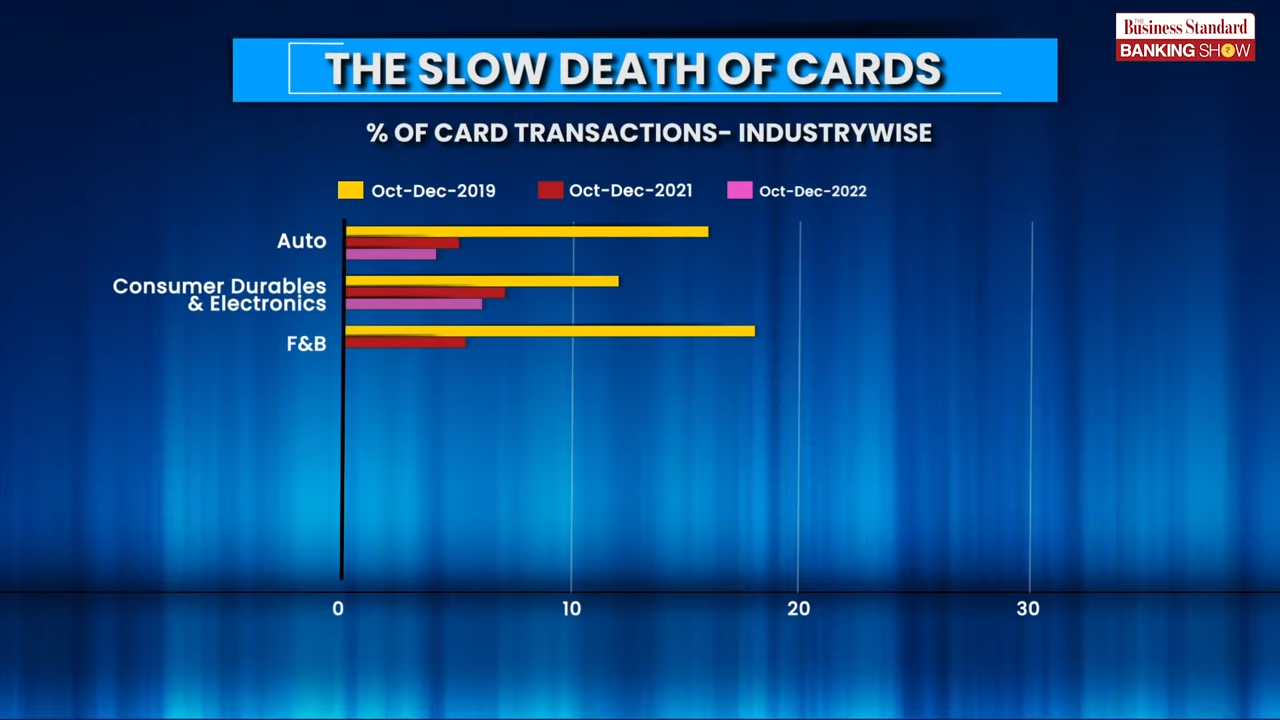 THE
Business Standard
BANKING SHOW
THE SLOW DEATH OF CARDS
% OF CARD TRANSACTIONS- INDUSTRYWISE
Oct-Dec-2019 Oct-Dec-2021 Oct-Dec-2022
Auto
Consumer Durables
& Electronics
F&B
0 10 20 30